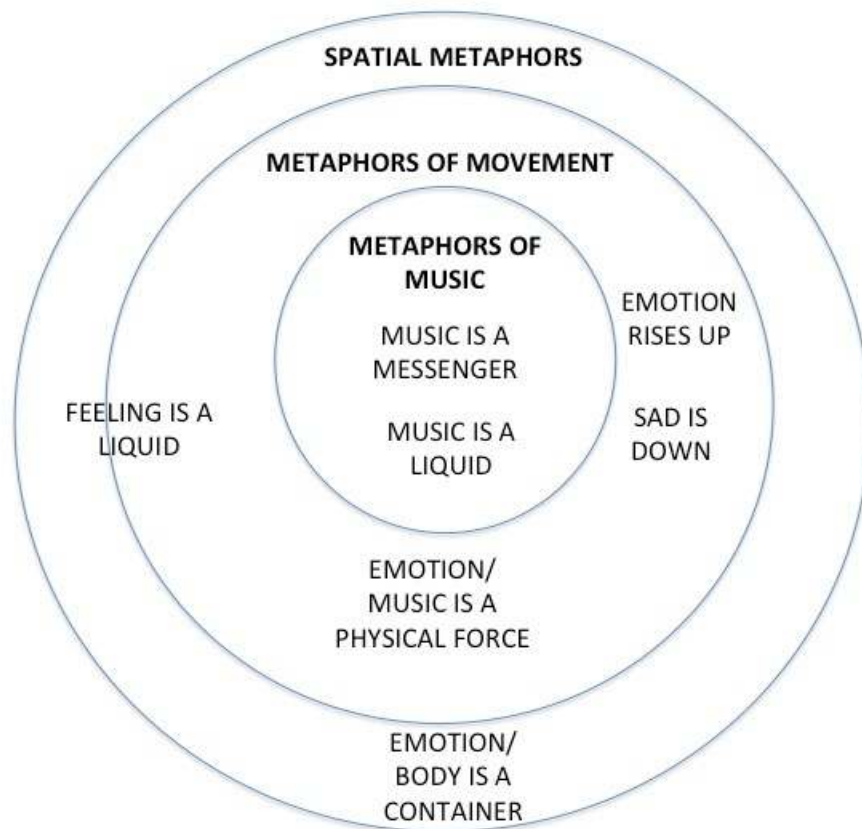 SPATIAL METAPHORS
METAPHORS OF MOVEMENT
METAPHORS OF
MUSIC
MUSIC IS A
MESSENGER
MUSIC IS A
LIQUID
EMOTION
RISES UP
SAD IS
DOWN
FEELING IS A
LIQUID
EMOTION/
MUSIC IS A
PHYSICAL FORCE
EMOTION/
BODY IS A
CONTAINER